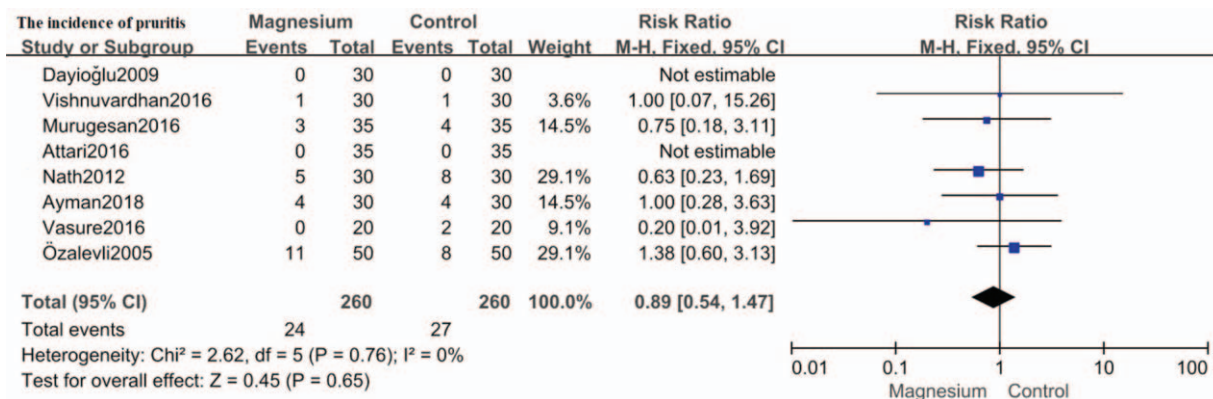 The incidence of pruritis Magnesium Control Risk Ratio Risk Ratio
Study or Subgroup Events Total Events Total Weight M-H. Fixed. 95% CI M-H. Fixed. 95% CI
Dayioğlu2009 0 30 0 30 Not estimable
Vishnuvardhan2016 1 30 1 30 3.6% 1.00 [0.07, 15.26]
Murugesan2016 3 35 4 35 14.5% 0.75 [0.18, 3.11]
Attari2016 0 35 0 35 Not estimable
Nath2012 5 30 8 30 29.1% 0.63 [0.23, 1.69]
Ayman2018 4 30 4 30 14.5% 1.00 [0.28, 3.63]
Vasure2016 0 20 2 20 9.1% 0.20 [0.01, 3.92]
Özalevli2005 11 50 8 50 29.1% 1.38 [0.60, 3.13]
Total (95% CI) 260 260 100.0% 0.89 [0.54, 1.47]
Total events 24 27
Heterogeneity: Chi² = 2.62, df = 5 (P = 0.76); I² = 0%
Test for overall effect: Z = 0.45 (P = 0.65)
0.01 0.1 1 10 100
Magnesium Control